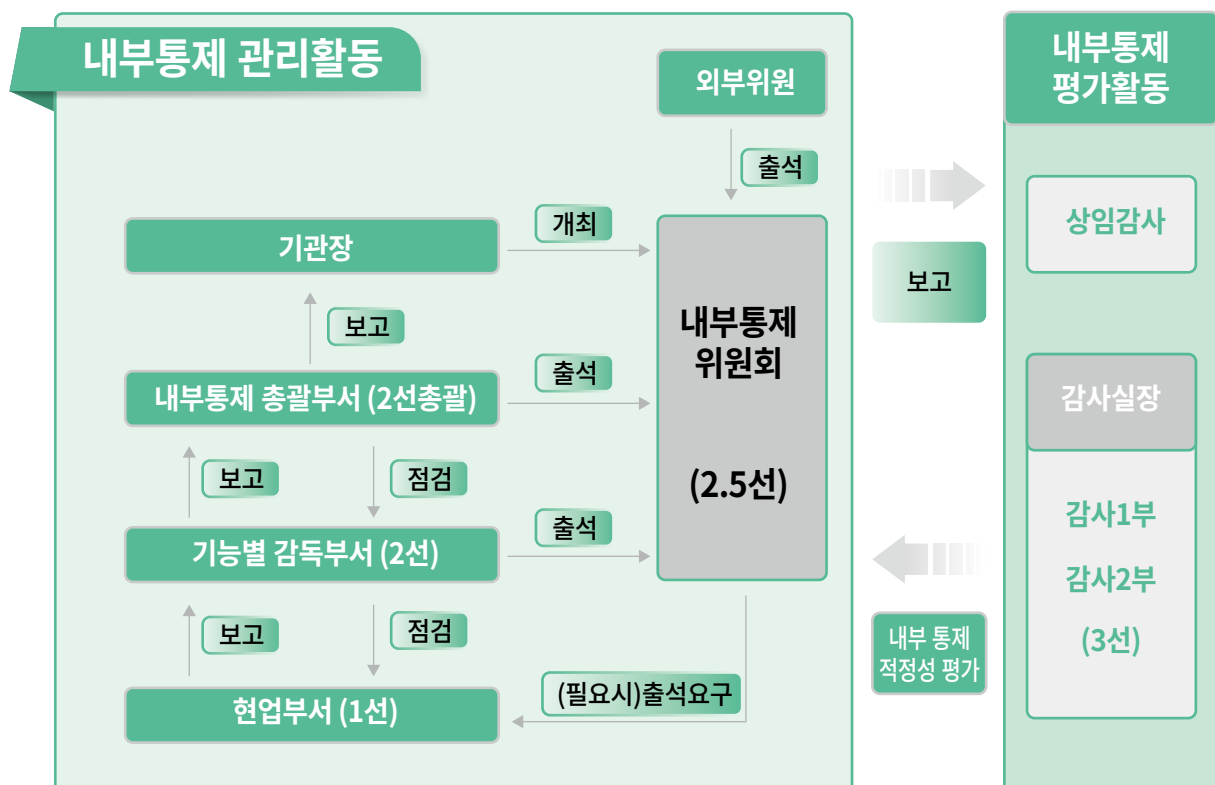 내부통제 관리활동
외부위원
출석
기관장
개최
보고
내부통제
위원회
(2.5선)
내부통제 총괄부서 (2선총괄)
출석
보고
점검
기능별 감독부서 (2선)
출석
보고
점검
현업부서 (1선)
(필요시)출석요구
보고
내부 통제
적정성 평가
내부통제
평가활동
상임감사
감사실장
감사1부
감사2부
(3선)